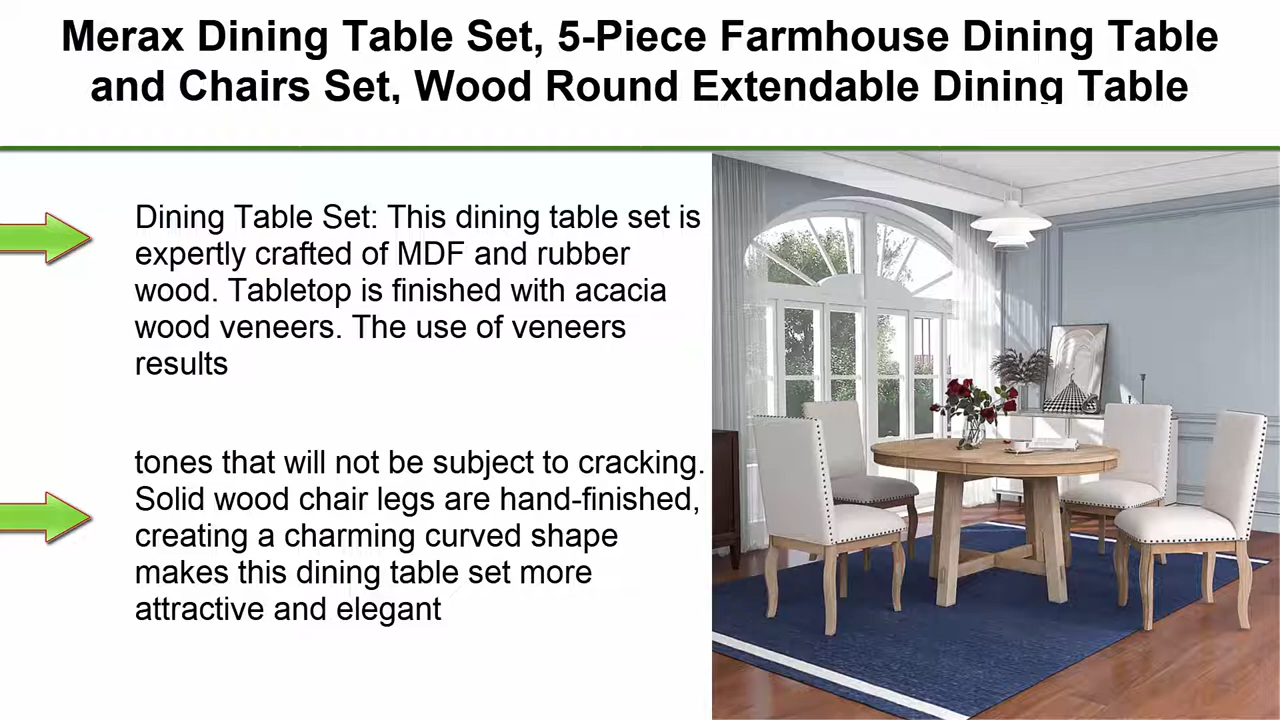 Merax Dining Table Set, 5-Piece Farmhouse Dining Table
and Chairs Set, Wood Round Extendable Dining Table
Dining Table Set: This dining table set is
expertly crafted of MDF and rubber
wood. Tabletop is finished with acacia
wood veneers. The use of veneers
results
tones that will not be subject to cracking.
Solid wood chair legs are hand-finished,
creating a charming curved shape
makes this dining table set more
attractive and elegant